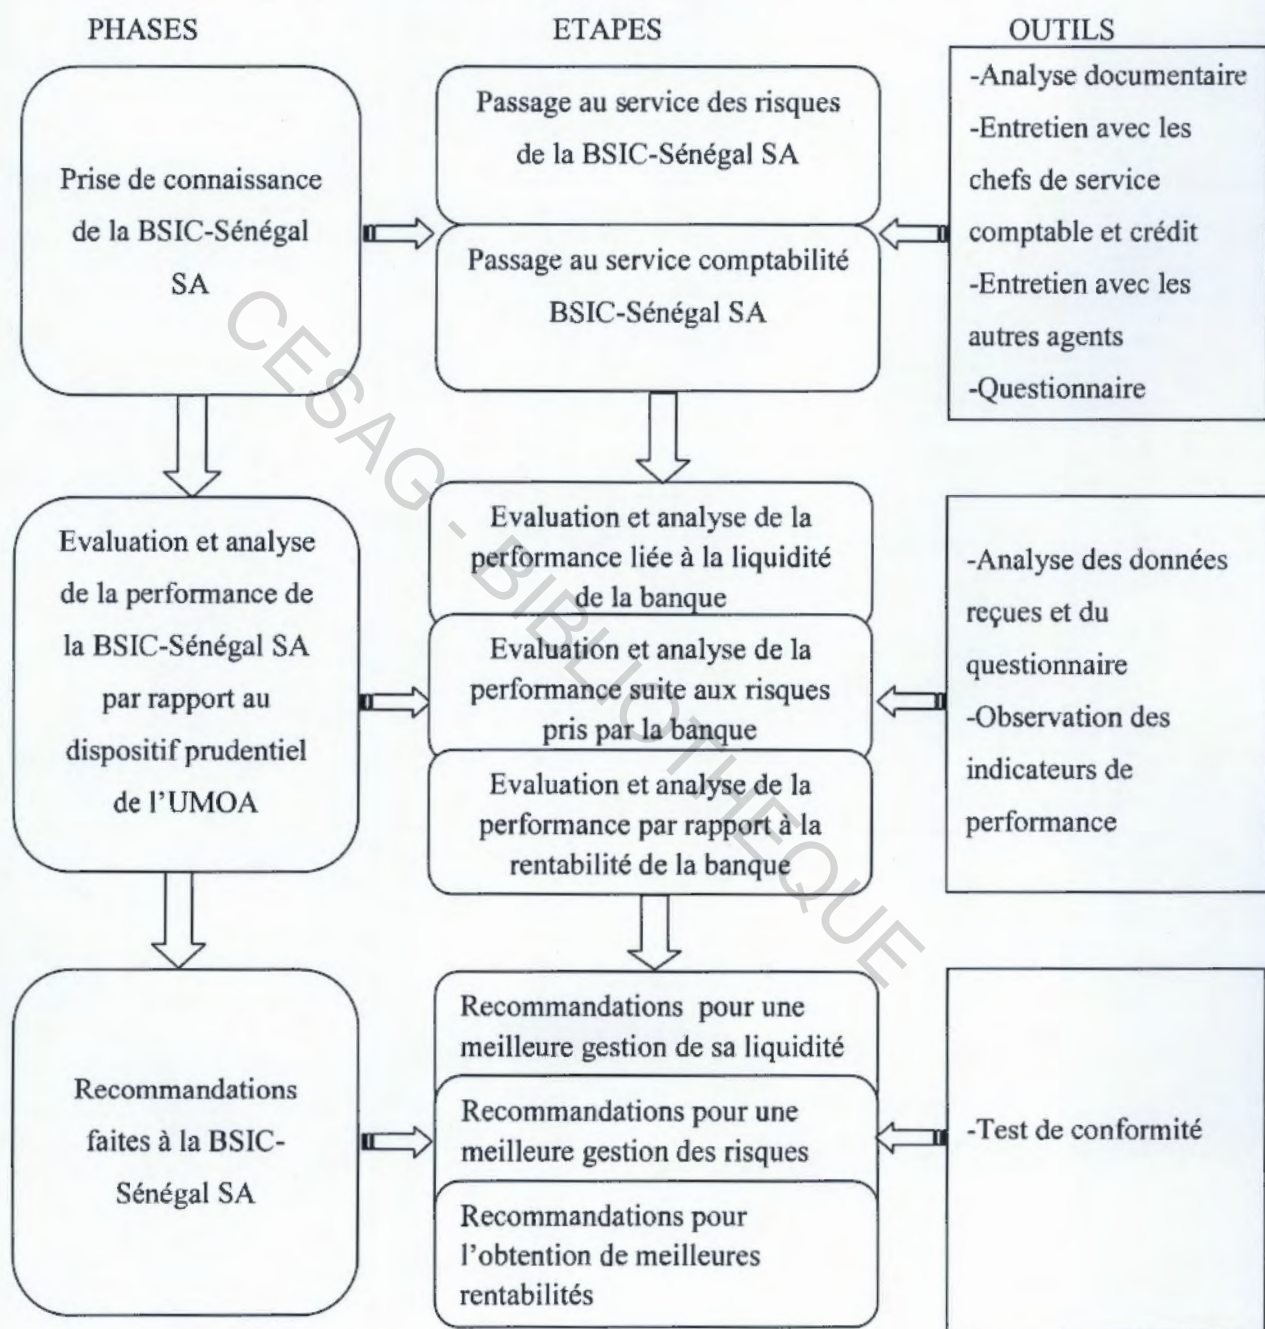 PHASES
ETAPES
OUTILS
Prise de connaissance
de la BSIC-Sénégal
SA
Passage au service des risques
de la BSIC-Sénégal SA
Passage au service comptabilité
BSIC-Sénégal SA
-Analyse documentaire
-Entretien avec les
chefs de service
comptable et crédit
-Entretien avec les
autres agents
-Questionnaire
Evaluation et analyse
de la performance de
la BSIC-Sénégal SA
par rapport au
dispositif prudentiel
de l'UMOA
Evaluation et analyse de la
performance liée à la liquidité
de la banque
Evaluation et analyse de la
performance suite aux risques
pris par la banque
Evaluation et analyse de la
performance par rapport à la
rentabilité de la banque
-Analyse des données
reçues et du
questionnaire
-Observation des
indicateurs de
performance
Recommandations
faites à la BSIC-
Sénégal SA
Recommandations pour une
meilleure gestion de sa liquidité
Recommandations pour une
meilleure gestion des risques
Recommandations pour
l'obtention de meilleures
rentabilités
-Test de conformité
CESAG - BIBLIOTHEQUE